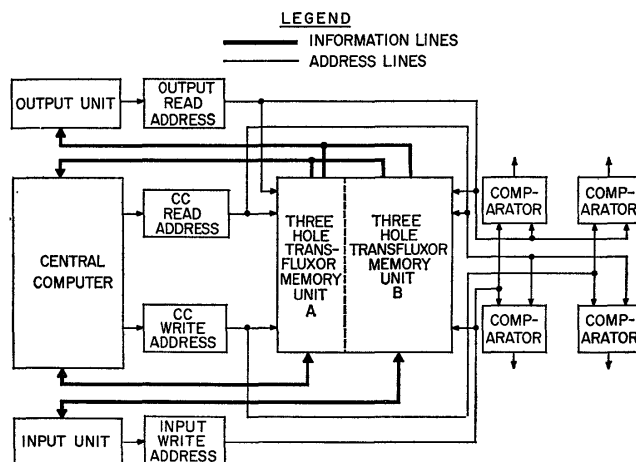 LEGEND
INFORMATION LINES
ADDRESS LINES
OUTPUT UNIT
OUTPUT
READ
ADDRESS
CENTRAL
COMPUTER
CC
READ
ADDRESS
CC
WRITE
ADDRESS
THREE
HOLE
TRANS-
FLUXOR
MEMORY
UNIT
A
THREE
HOLE
TRANSFLUXOR
MEMORY
UNIT
B
COMP-
ARATOR
COMP-
ARATOR
COMP-
ARATOR
COMP-
ARATOR
INPUT UNIT
INPUT
WRITE
ADDRESS